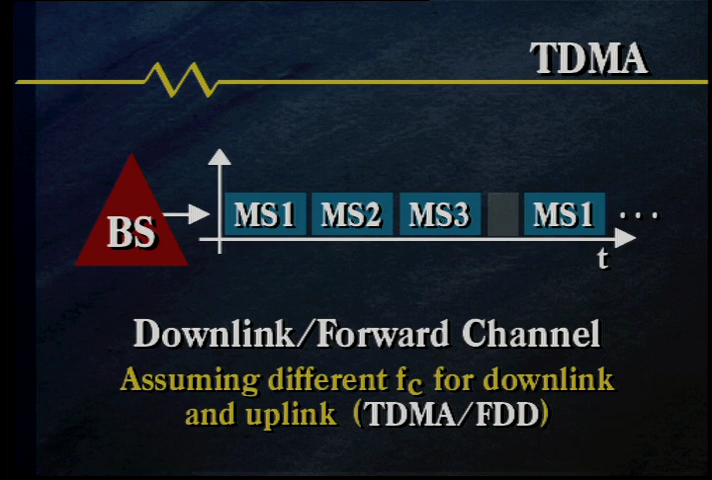 TDMA
BS
MS1 MS2 MS3 MS1 ...
t
Downlink/Forward Channel
Assuming different fc for downlink
and uplink (TDMA/FDD)